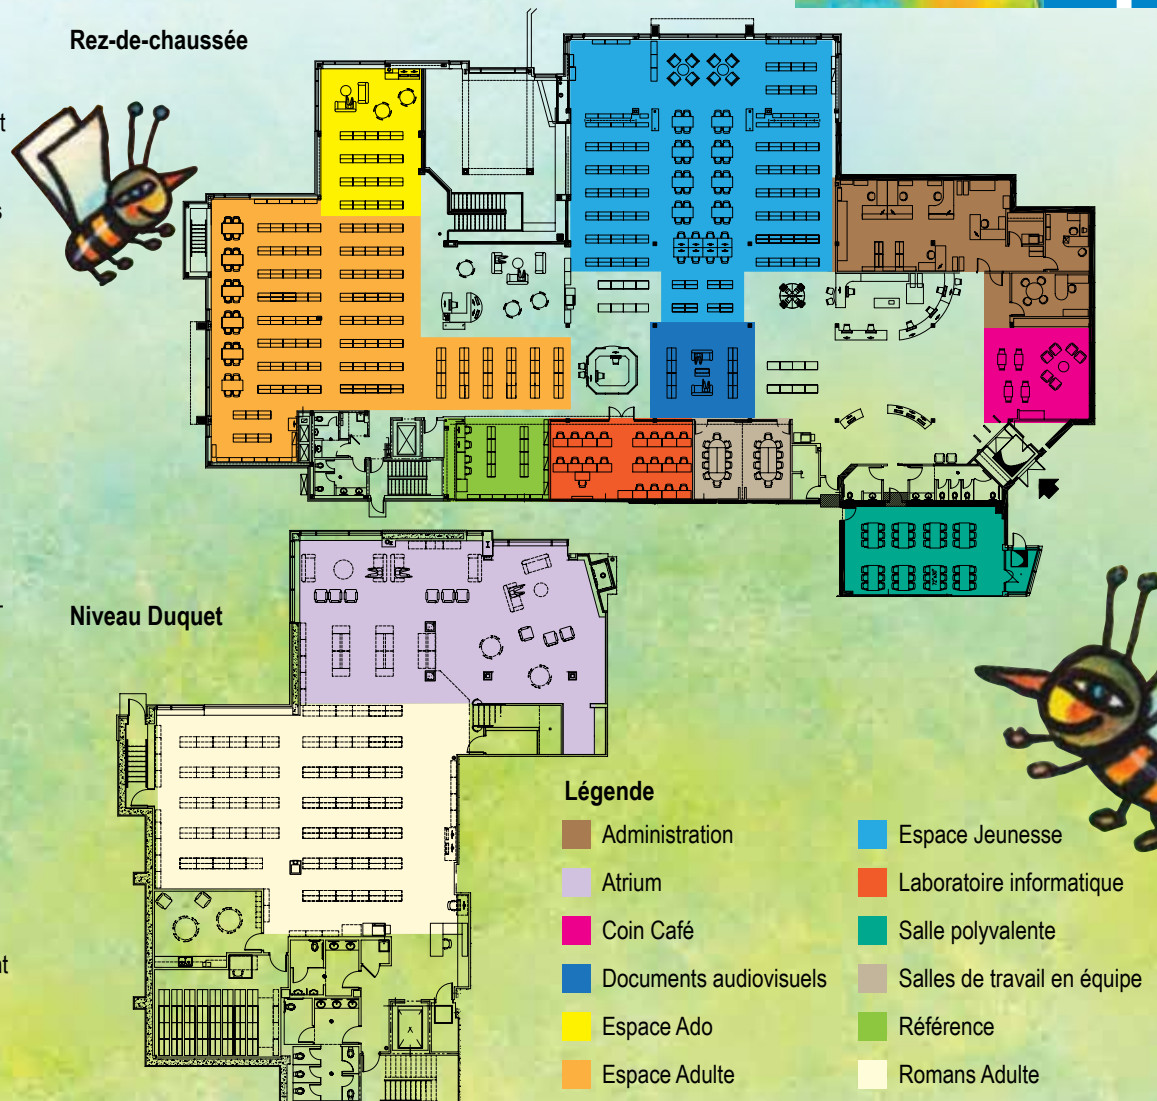 Rez-de-chaussée
t
s
Niveau Duquet
t
Légende
Administration
Atrium
Coin Café
Documents audiovisuels
Espace Ado
Espace Adulte
Espace Jeunesse
Laboratoire informatique
Salle polyvalente
Salles de travail en équipe
Référence
Romans Adulte